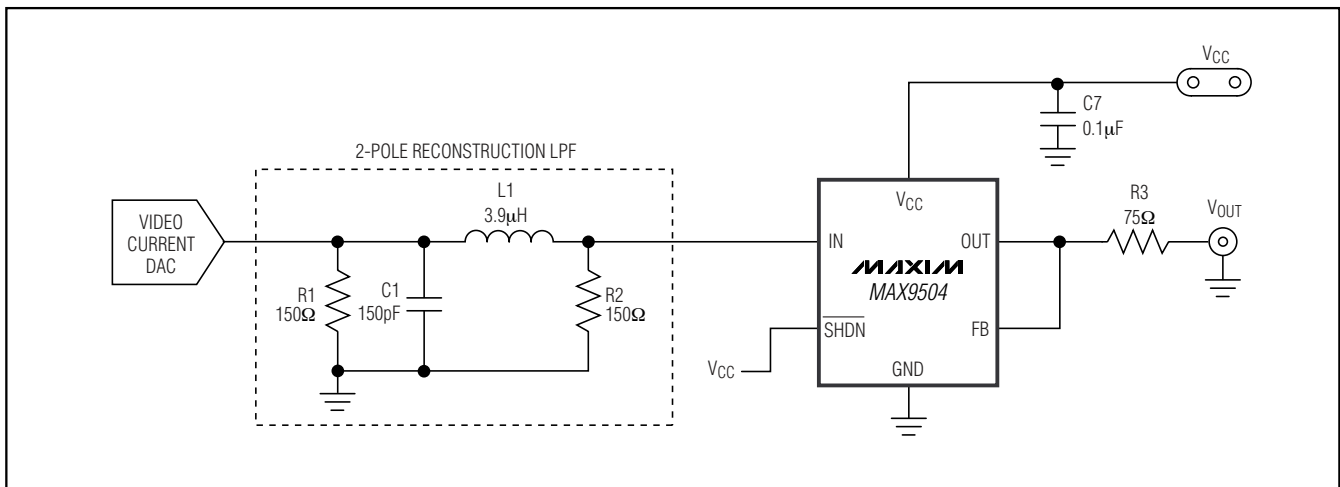 2-POLE RECONSTRUCTION LPF
VIDEO
CURRENT
DAC
R1
150Ω
C1
150pF
L1
3.9μH
R2
150Ω
VCC
C7
0.1μF
VCC
IN
OUT
MAXIM
MAX9504
SHDN
FB
GND
VCC
R3
75Ω
VOUT